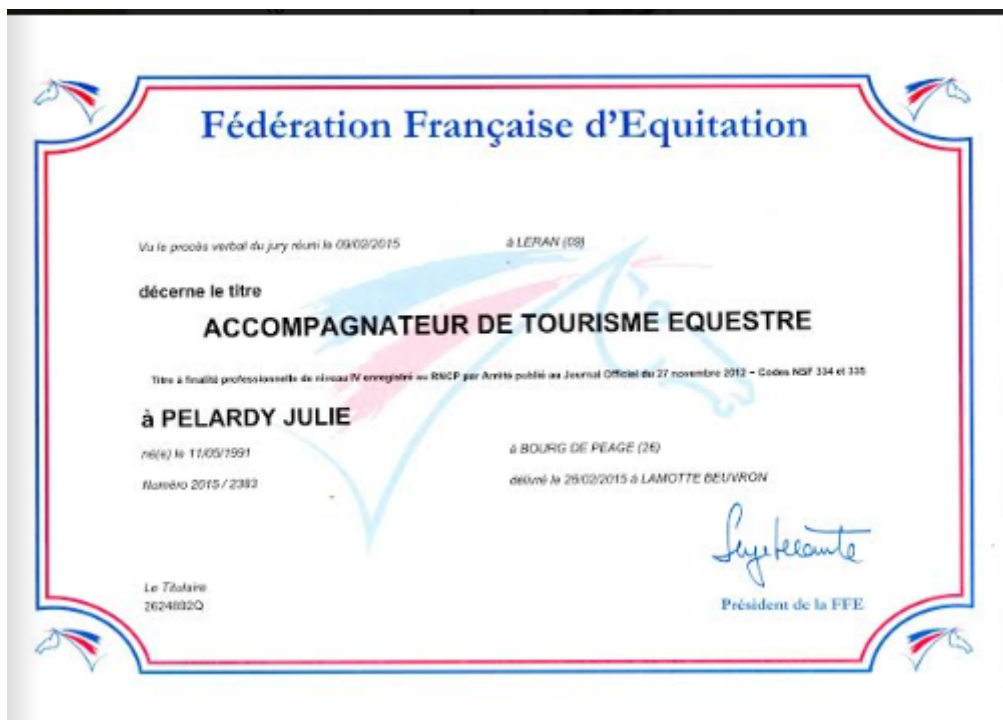 Fédération Française d'Equitation
Vu le procès verbal du jury réuni le 09/02/2015 à LERAN (09)
décerne le titre
ACCOMPAGNATEUR DE TOURISME EQUESTRE
Titre à finalité professionnelle de niveau IV enregistré au RNCP par Arrêté publié au Journal Officiel du 27 novembre 2012 – Codes NSF 334 et 335
à PELARDY JULIE
né(e) le 11/05/1991 à BOURG DE PEAGE (26)
Numéro 2015 / 2383 délivré le 26/02/2015 à LAMOTTE BEUVRON
Le Titulaire
Président de la FFE